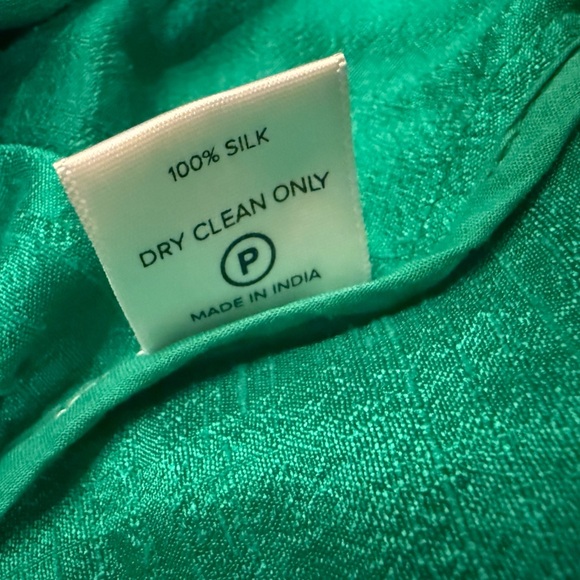 100% SILK
DRY CLEAN ONLY
P
MADE IN INDIA